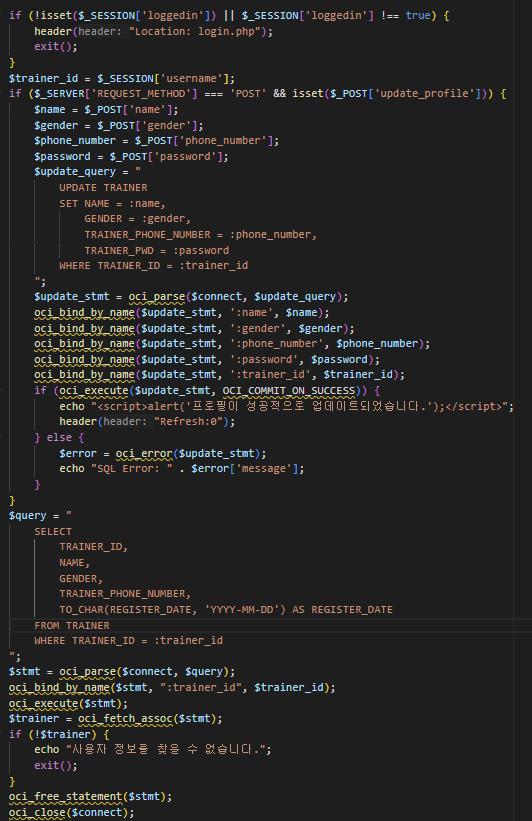 if (!isset($_SESSION['loggedin']) || $_SESSION['loggedin'] !== true) {
    header(header: "Location: login.php");
    exit();
}
$trainer_id = $_SESSION['username'];
if ($_SERVER['REQUEST_METHOD'] === 'POST' && isset($_POST['update_profile'])) {
    $name = $_POST['name'];
    $gender = $_POST['gender'];
    $phone_number = $_POST['phone_number'];
    $password = $_POST['password'];
    $update_query = "
        UPDATE TRAINER
        SET NAME = :name,
            GENDER = :gender,
            TRAINER_PHONE_NUMBER = :phone_number,
            TRAINER_PWD = :password
        WHERE TRAINER_ID = :trainer_id
    ";
    $update_stmt = oci_parse($connect, $update_query);
    oci_bind_by_name($update_stmt, ':name', $name);
    oci_bind_by_name($update_stmt, ':gender', $gender);
    oci_bind_by_name($update_stmt, ':phone_number', $phone_number);
    oci_bind_by_name($update_stmt, ':password', $password);
    oci_bind_by_name($update_stmt, ':trainer_id', $trainer_id);
    if (oci_execute($update_stmt, OCI_COMMIT_ON_SUCCESS)) {
        echo "<script>alert('프로필이 성공적으로 업데이트되었습니다.');</script>";
        header(header: "Refresh:0");
    } else {
        $error = oci_error($update_stmt);
        echo "SQL Error: " . $error['message'];
    }
}
$query = "
    SELECT
        TRAINER_ID,
        NAME,
        GENDER,
        TRAINER_PHONE_NUMBER,
        TO_CHAR(REGISTER_DATE, 'YYYY-MM-DD') AS REGISTER_DATE
    FROM TRAINER
    WHERE TRAINER_ID = :trainer_id
";
$stmt = oci_parse($connect, $query);
oci_bind_by_name($stmt, ":trainer_id", $trainer_id);
oci_execute($stmt);
$trainer = oci_fetch_assoc($stmt);
if (!$trainer) {
    echo "사용자 정보를 찾을 수 없습니다.";
    exit();
}
oci_free_statement($stmt);
oci_close($connect);